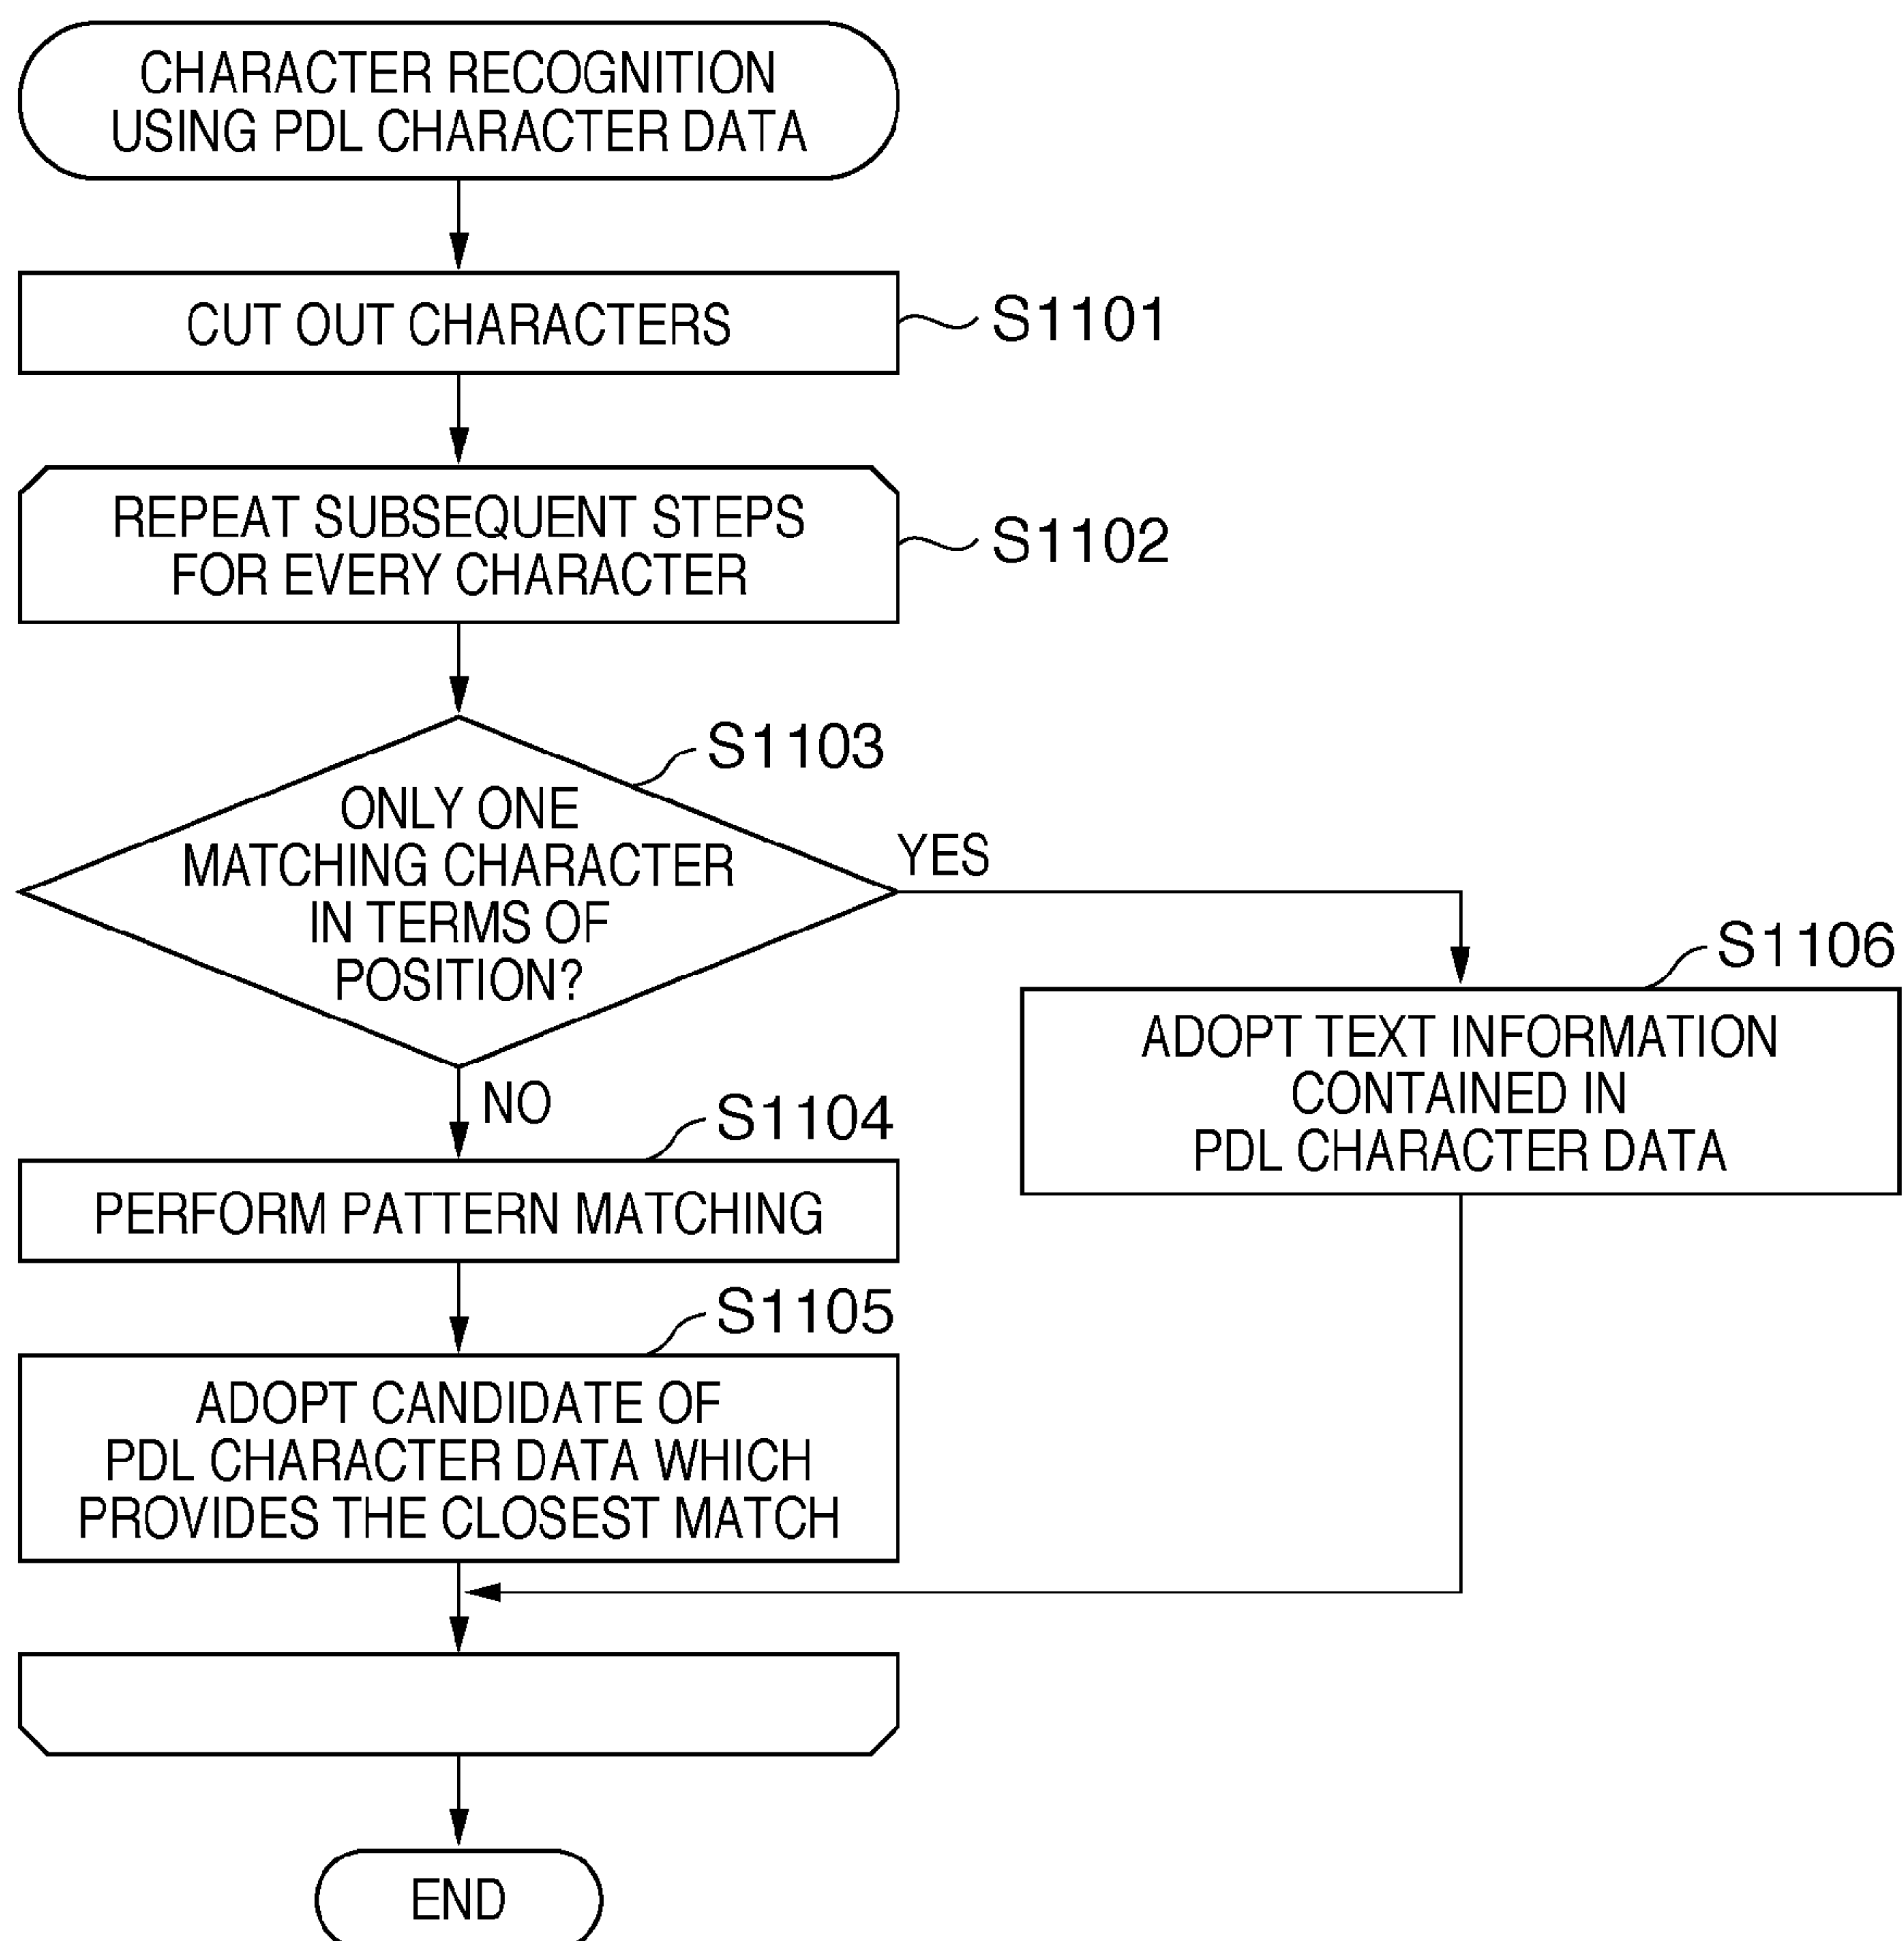 CHARACTER RECOGNITION
USING PDL CHARACTER DATA
CUT OUT CHARACTERS
S1101
REPEAT SUBSEQUENT STEPS
FOR EVERY CHARACTER
S1102
S1103
ONLY ONE
MATCHING CHARACTER
IN TERMS OF
POSITION?
YES
NO
S1106
ADOPT TEXT INFORMATION
CONTAINED IN
PDL CHARACTER DATA
S1104
PERFORM PATTERN MATCHING
S1105
ADOPT CANDIDATE OF
PDL CHARACTER DATA WHICH
PROVIDES THE CLOSEST MATCH
END